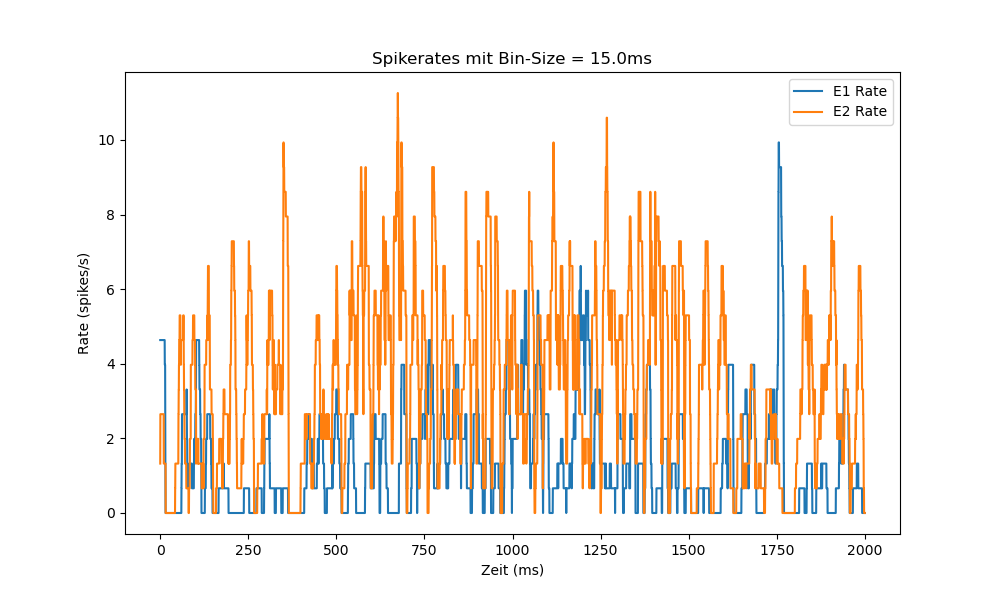 Spikerates mit Bin-Size = 15.0ms
E1 Rate
E2 Rate
Rate (spikes/s)
10
8
6
4
2
0
0 250 500 750 1000 1250 1500 1750 2000
Zeit (ms)